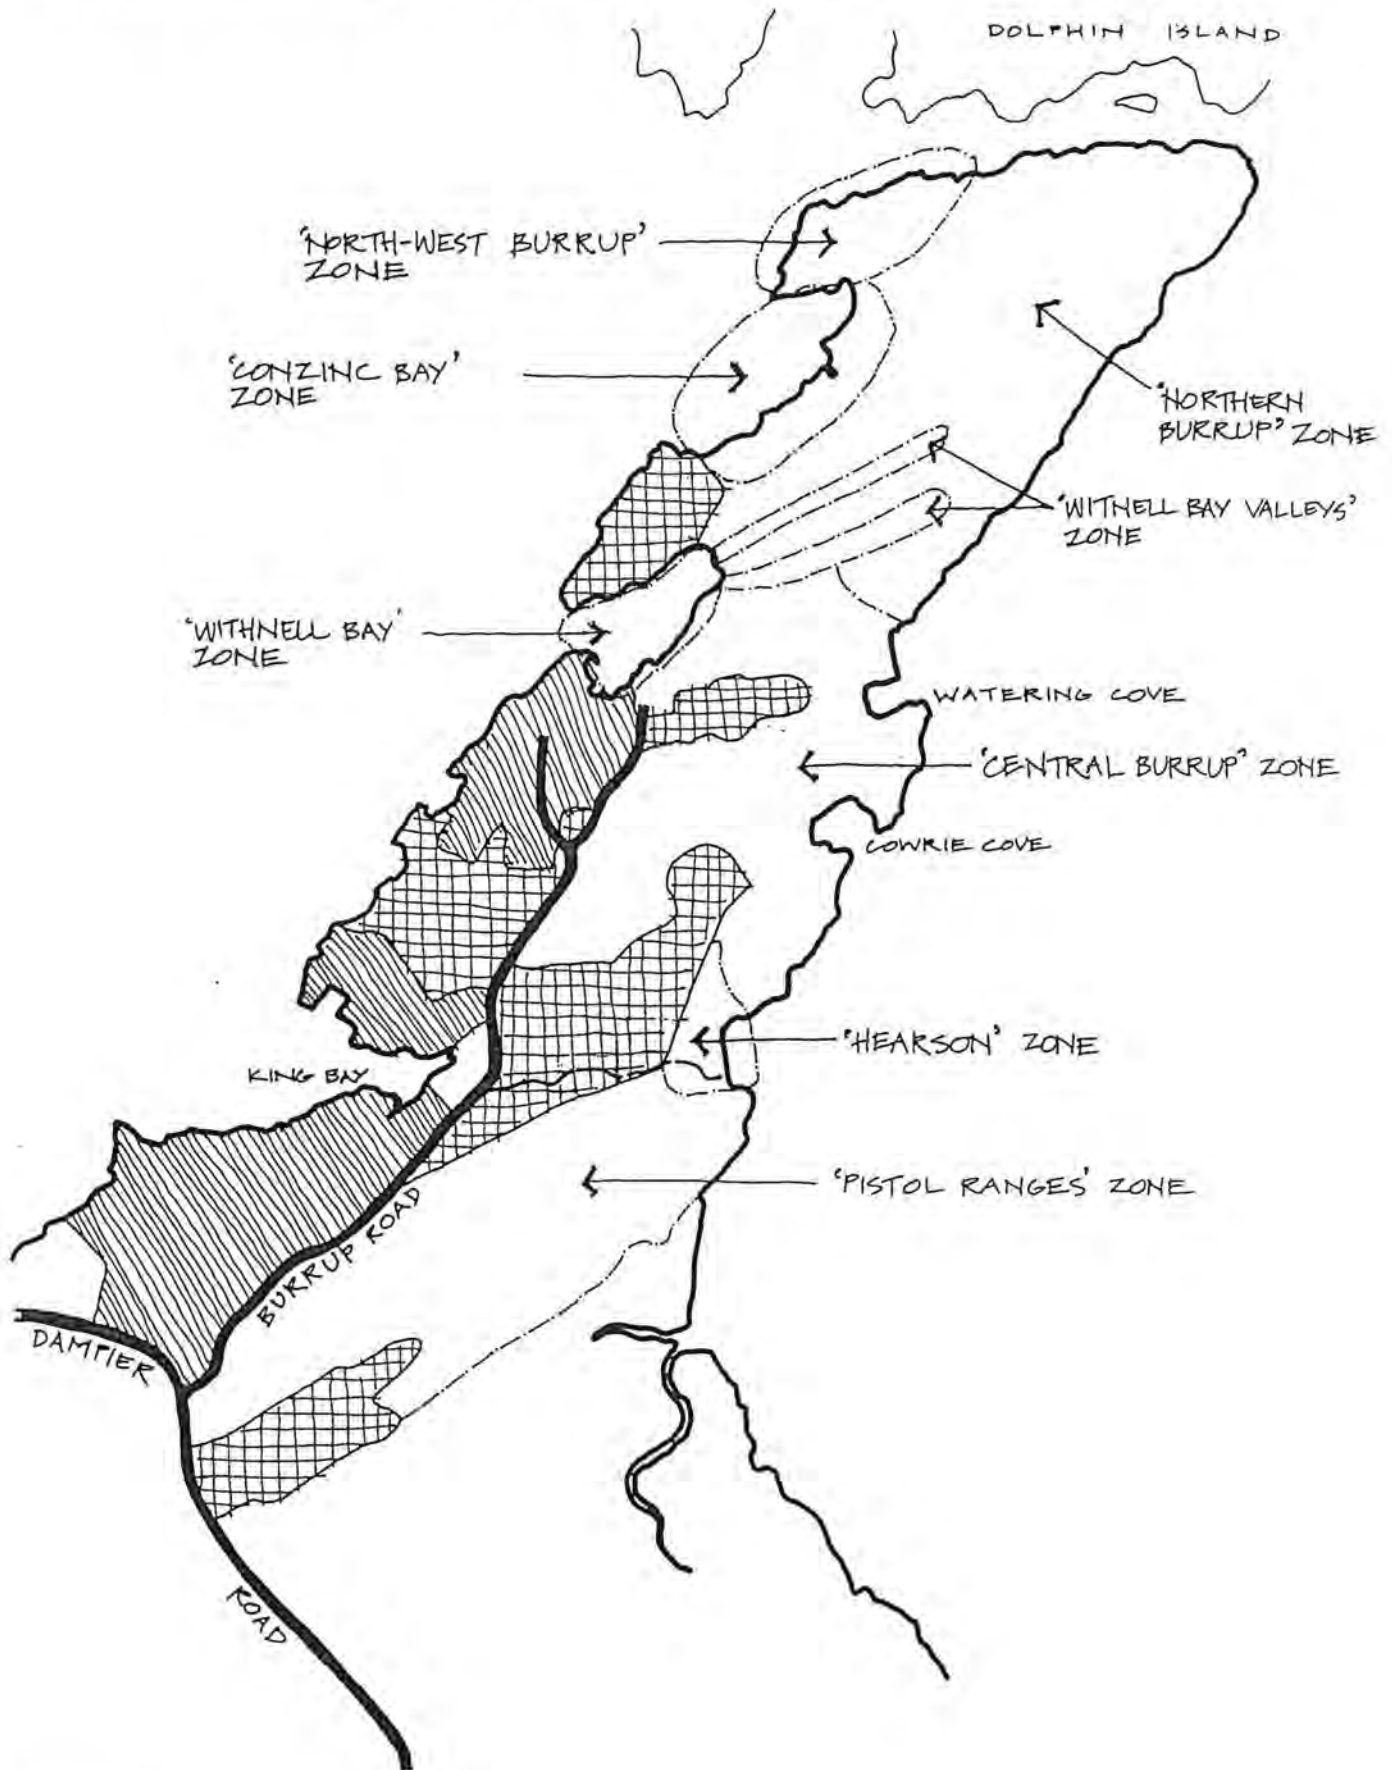 DOLPHIN ISLAND
'NORTH-WEST BURRUP'
ZONE
'CONZINC BAY'
ZONE
'NORTHERN
BURRUP' ZONE
'WITNELL BAY VALLEYS'
ZONE
'WITHNELL BAY'
ZONE
WATERING COVE
'CENTRAL BURRUP' ZONE
COWRIE COVE
'HEARSON' ZONE
KING BAY
'PISTOL RANGES' ZONE
BURRUP ROAD
DAMPIER
ROAD